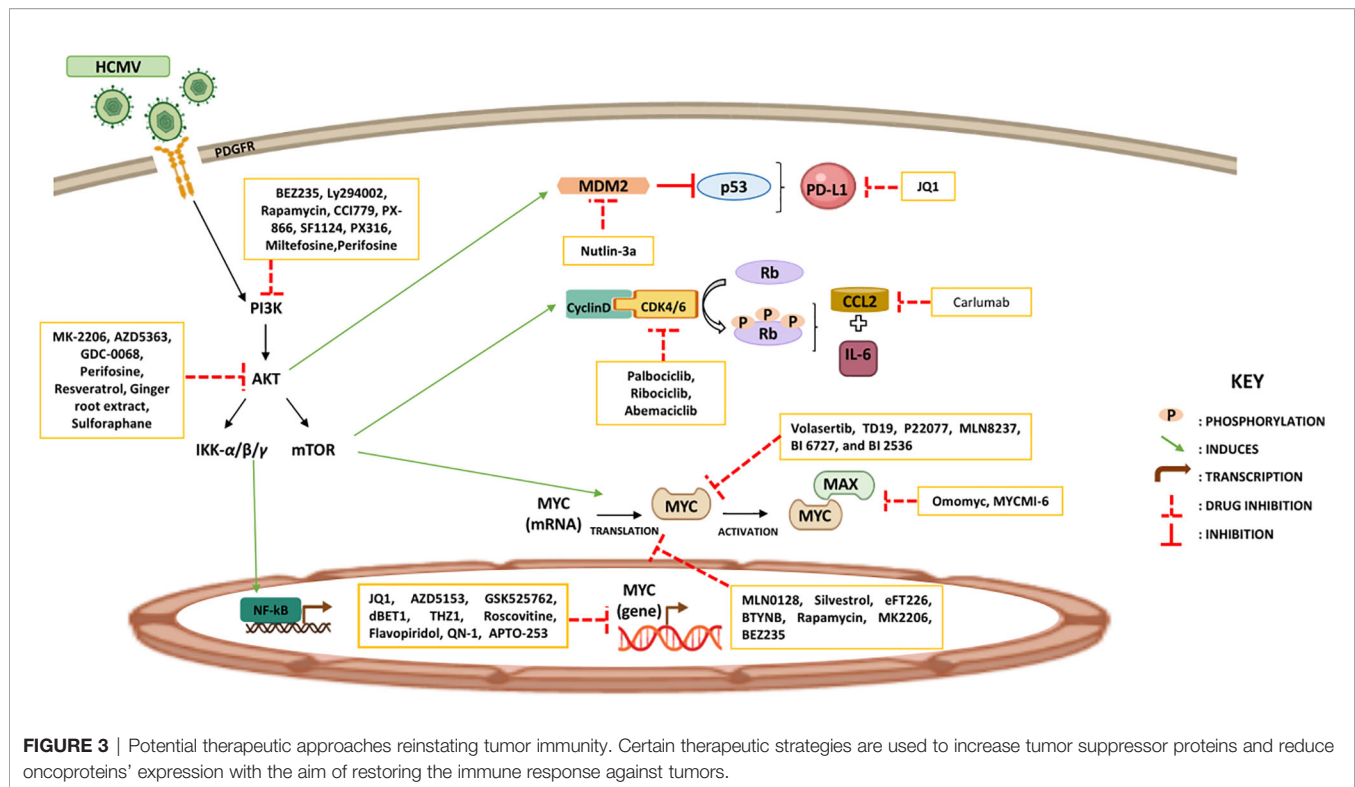 HCMV
PDGFR
BEZ235, Ly294002,
Rapamycin, CCI779, PX-
866, SF1124, PX316,
Miltefosine,Perifosine
PI3K
MK-2206, AZD5363,
GDC-0068,
Perifosine,
Resveratrol, Ginger
root extract,
Sulforaphane
AKT
IKK-α/β/γ
mTOR
MDM2
p53
PD-L1
JQ1
Nutlin-3a
CyclinD
CDK4/6
Rb
P
P
P
Rb
CCL2
IL-6
Carlumab
Palbociclib,
Ribociclib,
Abemaciclib
Volasertib, TD19, P22077, MLN8237,
BI 6727, and BI 2536
MYC
(mRNA)
TRANSLATION
MYC
ACTIVATION
MAX
MYC
Omomyc, MYCMI-6
NF-kB
JQ1, AZD5153, GSK525762,
dBET1, THZ1, Roscovitine,
Flavopiridol, QN-1, APTO-253
MYC
(gene)
MLN0128, Silvestrol, eFT226,
BTYNB, Rapamycin, MK2206,
BEZ235
KEY
P : PHOSPHORYLATION
: INDUCES
: TRANSCRIPTION
: DRUG INHIBITION
: INHIBITION
FIGURE 3 | Potential therapeutic approaches reinstating tumor immunity. Certain therapeutic strategies are used to increase tumor suppressor proteins and reduce
oncoproteins’ expression with the aim of restoring the immune response against tumors.